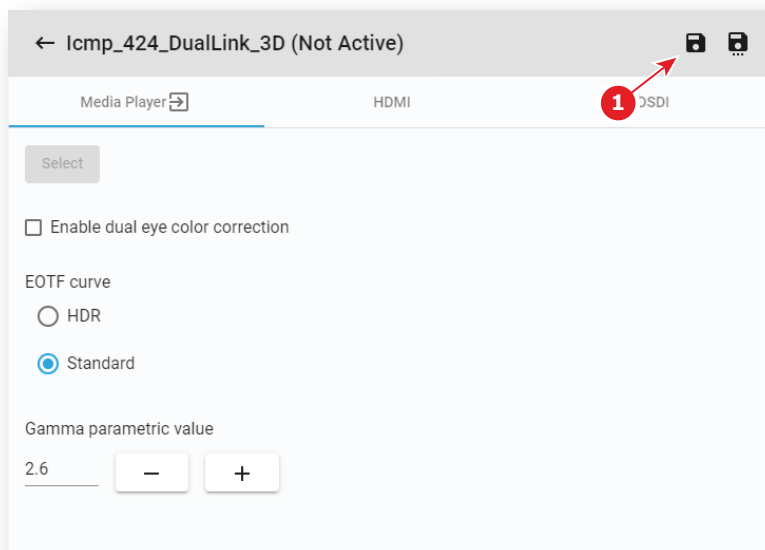 Icmp_424_DualLink_3D (Not Active)
Media Player HDMI DSDI
1
Select
Enable dual eye color correction
EOTF curve
HDR
Standard
Gamma parametric value
2.6 − +